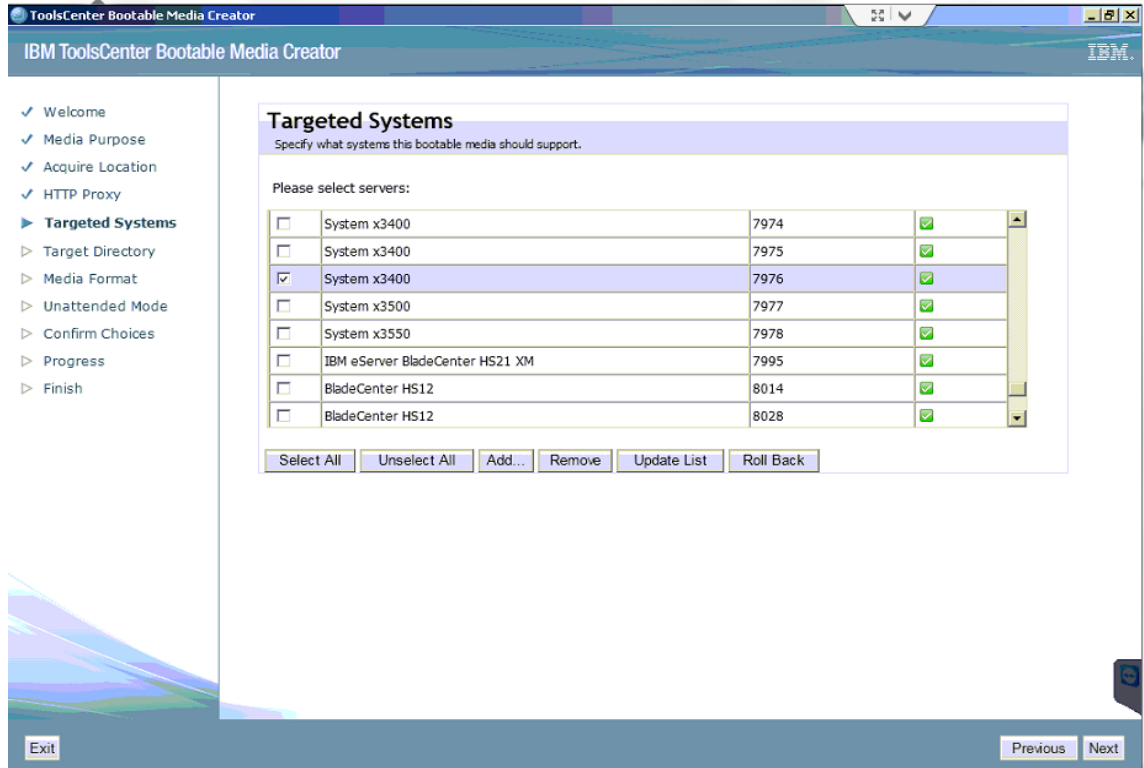 ToolsCenter Bootable Media Creator
IBM ToolsCenter Bootable Media Creator
IBM.
Welcome
Media Purpose
Acquire Location
HTTP Proxy
Targeted Systems
Target Directory
Media Format
Unattended Mode
Confirm Choices
Progress
Finish
Targeted Systems
Specify what systems this bootable media should support.
Please select servers:
System x3400 7974
System x3400 7975
System x3400 7976
System x3500 7977
System x3550 7978
IBM eServer BladeCenter HS21 XM 7995
BladeCenter HS12 8014
BladeCenter HS12 8028
Select All Unselect All Add... Remove Update List Roll Back
Exit Previous Next